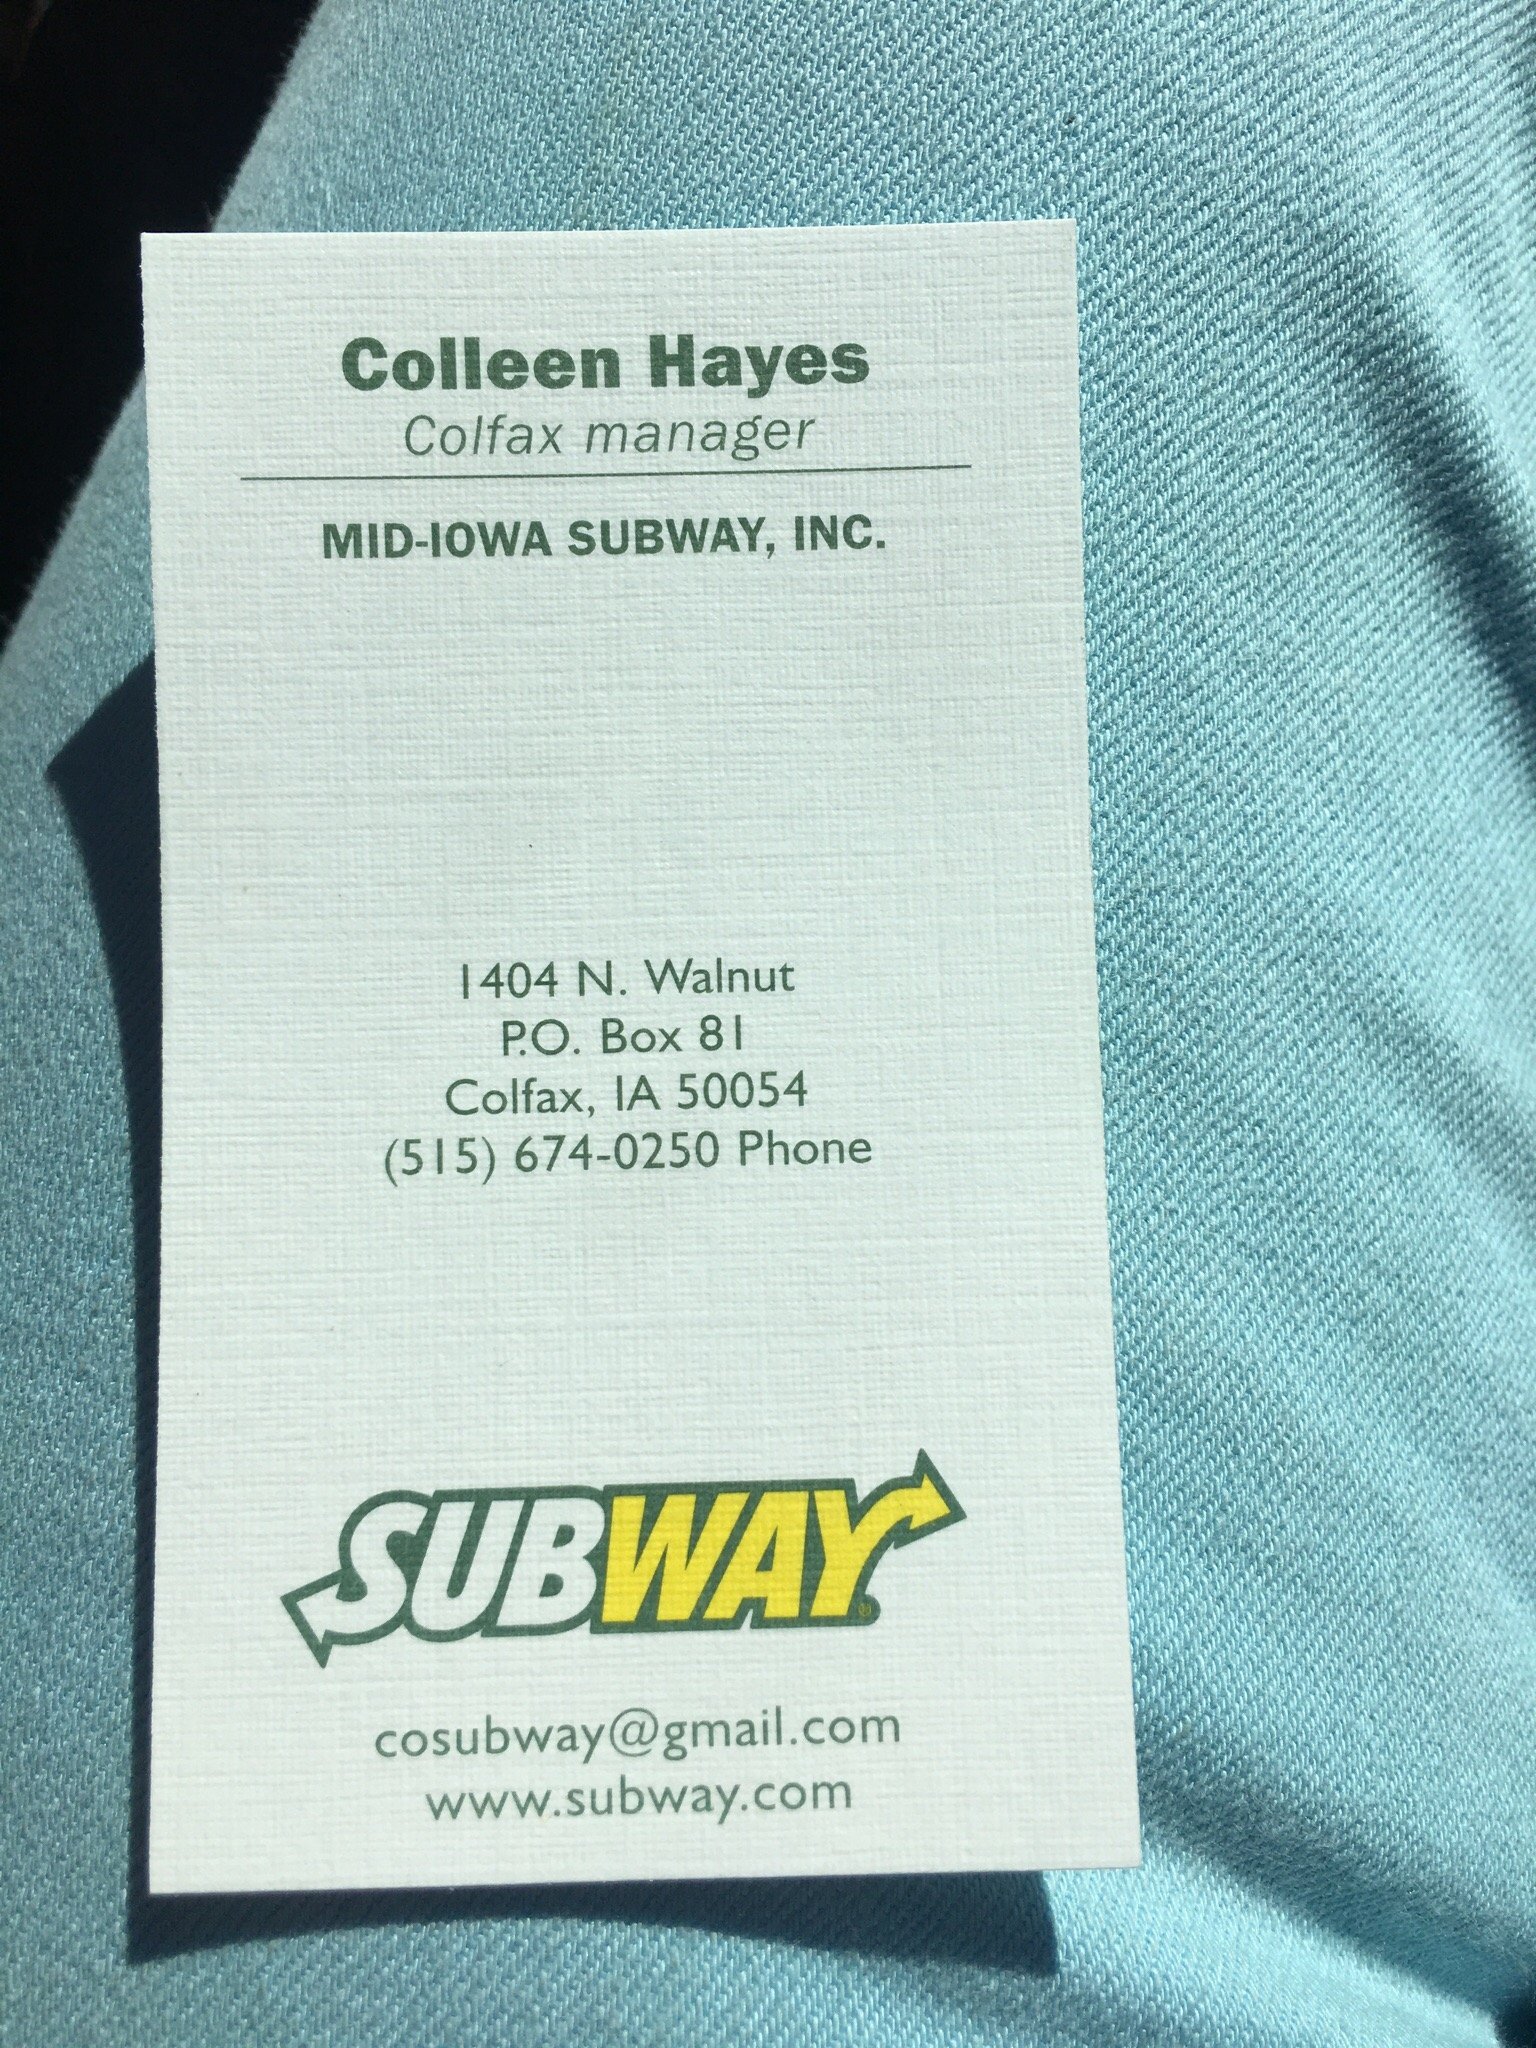 Colleen Hayes
Colfax manager
MID-IOWA SUBWAY, INC.
1404 N. Walnut
P.O. Box 81
Colfax, IA 50054
(515) 674-0250 Phone
SUBWAY®
cosubway@gmail.com
www.subway.com